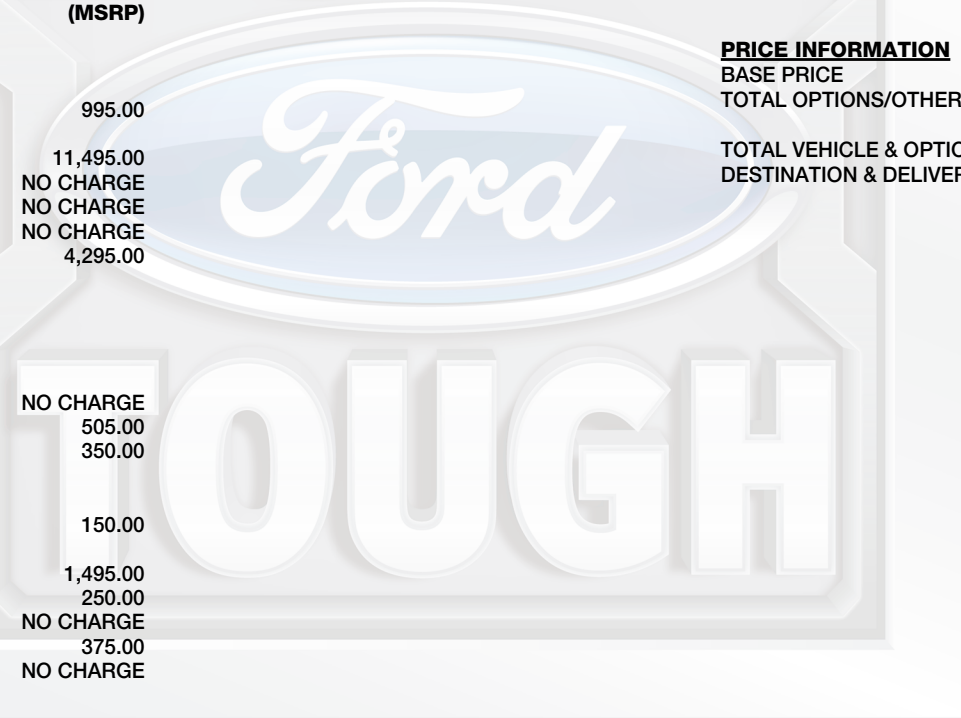 (MSRP)
995.00
11,495.00
NO CHARGE
NO CHARGE
NO CHARGE
4,295.00
NO CHARGE
505.00
350.00
150.00
1,495.00
250.00
NO CHARGE
375.00
NO CHARGE
PRICE INFORMATION
BASE PRICE
TOTAL OPTIONS/OTHER
TOTAL VEHICLE & OPTIO
DESTINATION & DELIVER
Ford
TOUGH